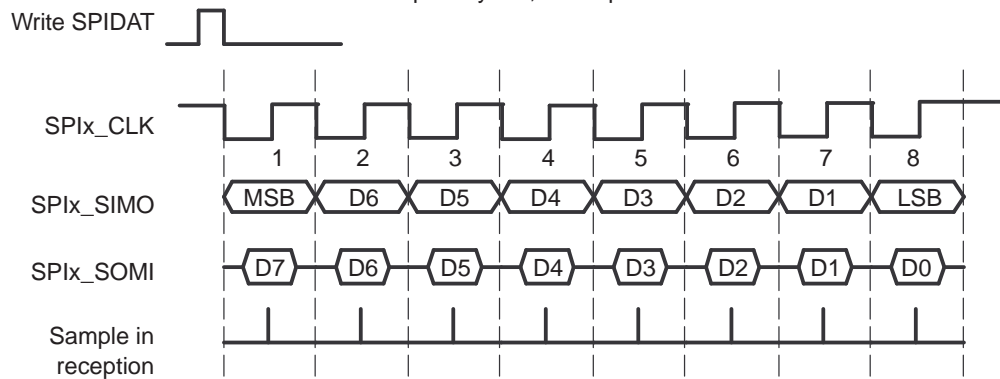 Write SPIDAT
SPIx_CLK
1 2 3 4 5 6 7 8
SPIx_SIMO MSB D6 D5 D4 D3 D2 D1 LSB
SPIx_SOMI D7 D6 D5 D4 D3 D2 D1 D0
Sample in
reception